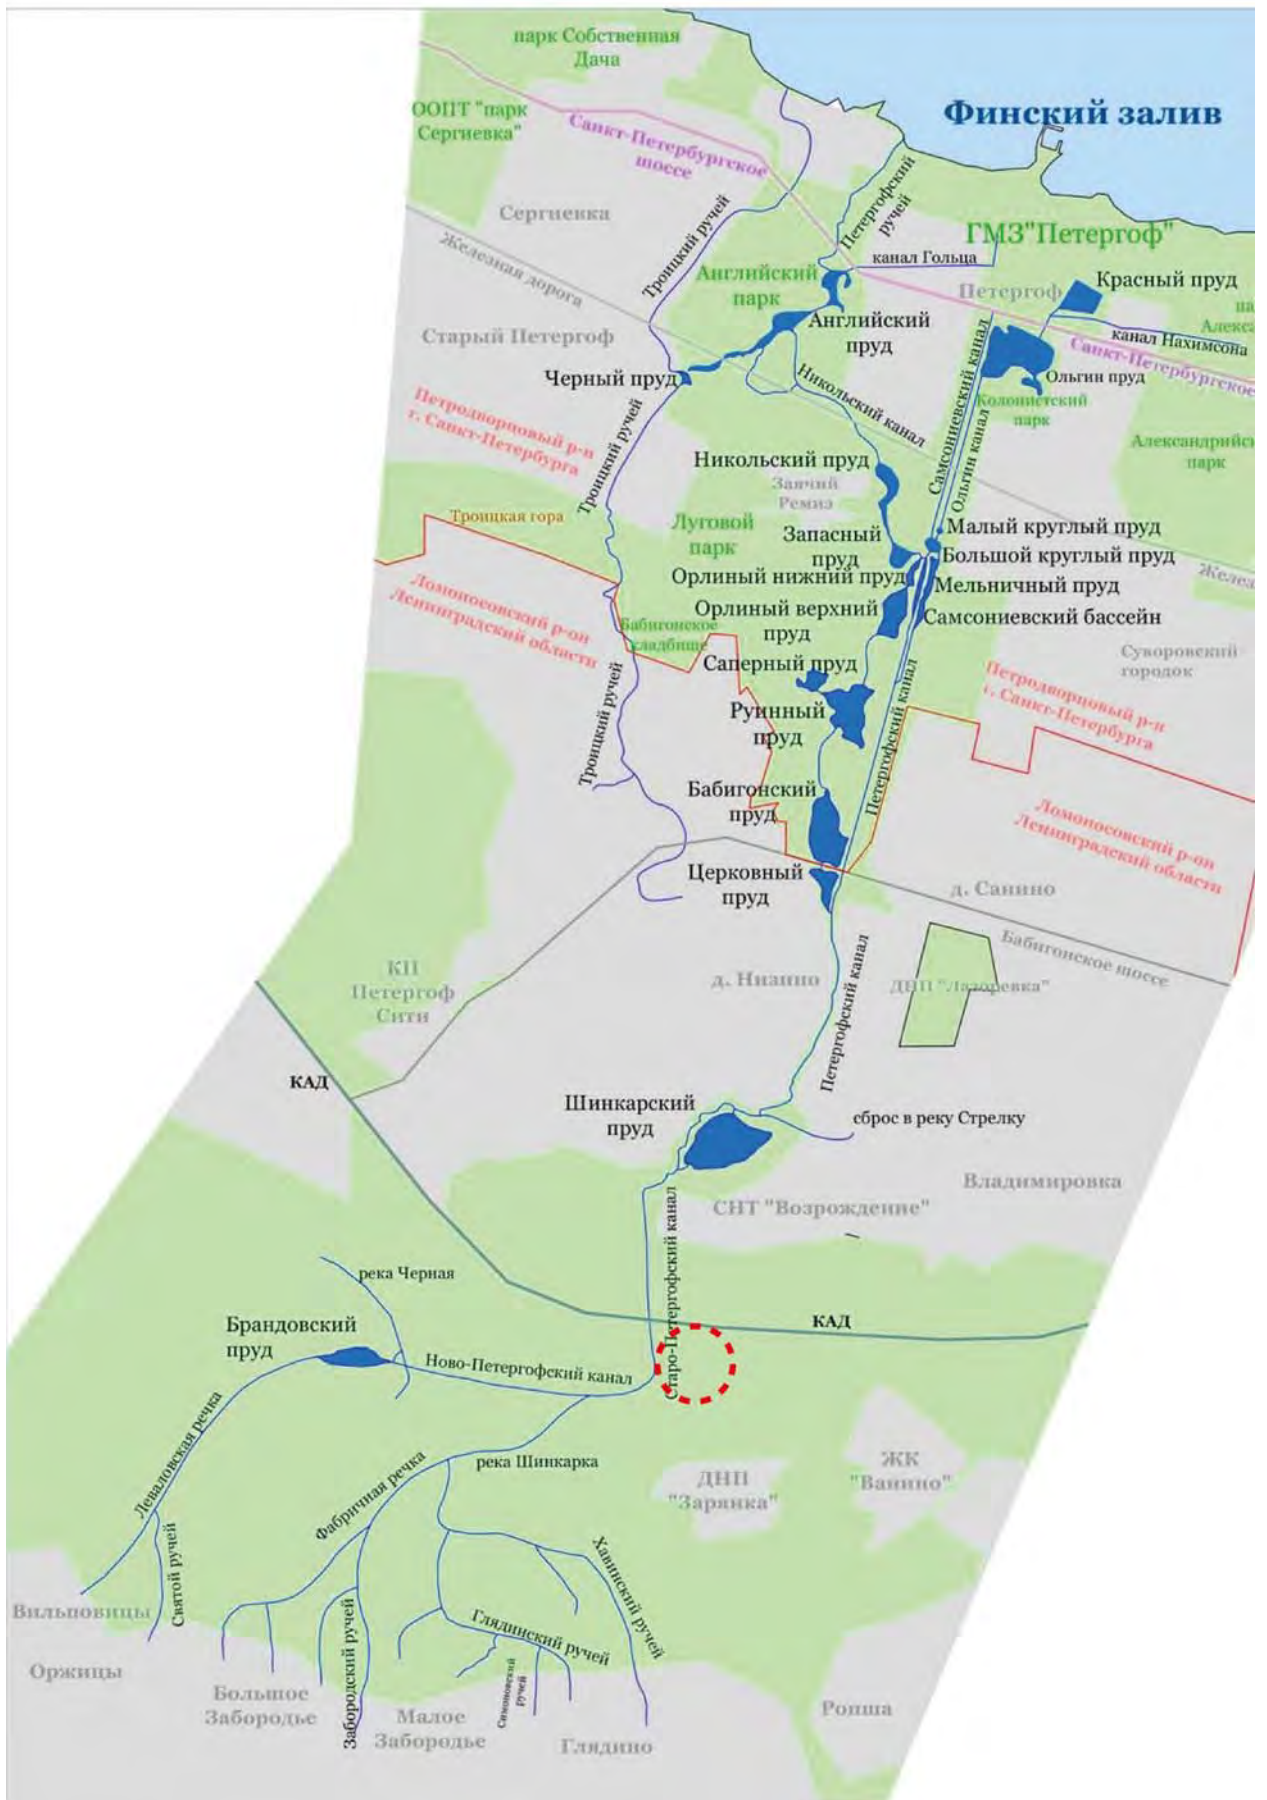 парк Собственная
Дача
ООПТ "парк
Сергиевка"
Финский залив
Санкт-Петербургское
шоссе
Петергофский
ручей
Сергиевка
Троицкий ручей
ГМЗ"Петергоф"
Железная дорога
канал Гольца
Английский
парк
Петергоф
Красный пруд
Английский
пруд
Старый Петергоф
канал Нахимсона
Санкт-Петербургское
Черный пруд
Ольгин пруд
Никольский канал
Самсониевский канал
Ольгин канал
Колонистский
парк
Петродворцовый р-н
г. Санкт-Петербурга
Троицкий ручей
Александрийск
парк
Никольский пруд
Заячий
Ремиз
Троицкая гора
Луговой
парк
Запасный
пруд
Малый круглый пруд
Большой круглый пруд
Орлиный нижний пруд
Мельничный пруд
Желез
Ломоносовский р-он
Ленинградской области
Орлиный верхний
пруд
Самсониевский бассейн
Бабигонское
кладбище
Саперный пруд
Суворовский
городок
Троицкий ручей
Руинный
пруд
Петергофский канал
Петродворцовый р-н
г. Санкт-Петербурга
Бабигонский
пруд
Ломоносовский р-он
Ленинградский области
Церковный
пруд
д. Санино
Бабигонское шоссе
КП
Петергоф
Сити
д. Низино
Петергофский канал
ДНП "Лазоревка"
КАД
Шинкарский
пруд
сброс в реку Стрелку
Владимировка
СНТ "Возрождение"
Старо-Петергофский канал
река Черная
КАД
Брандовский
пруд
Ново-Петергофский канал
Леваловская речка
Фабричная речка
река Шинкарка
ДНП
"Зарянка"
ЖК
"Ванино"
Святой ручей
Хавинский ручей
Вильповицы
Забородский ручей
Глядинский ручей
Оржицы
Симоновский
ручей
Большое
Забородье
Малое
Забородье
Глядино
Ропша